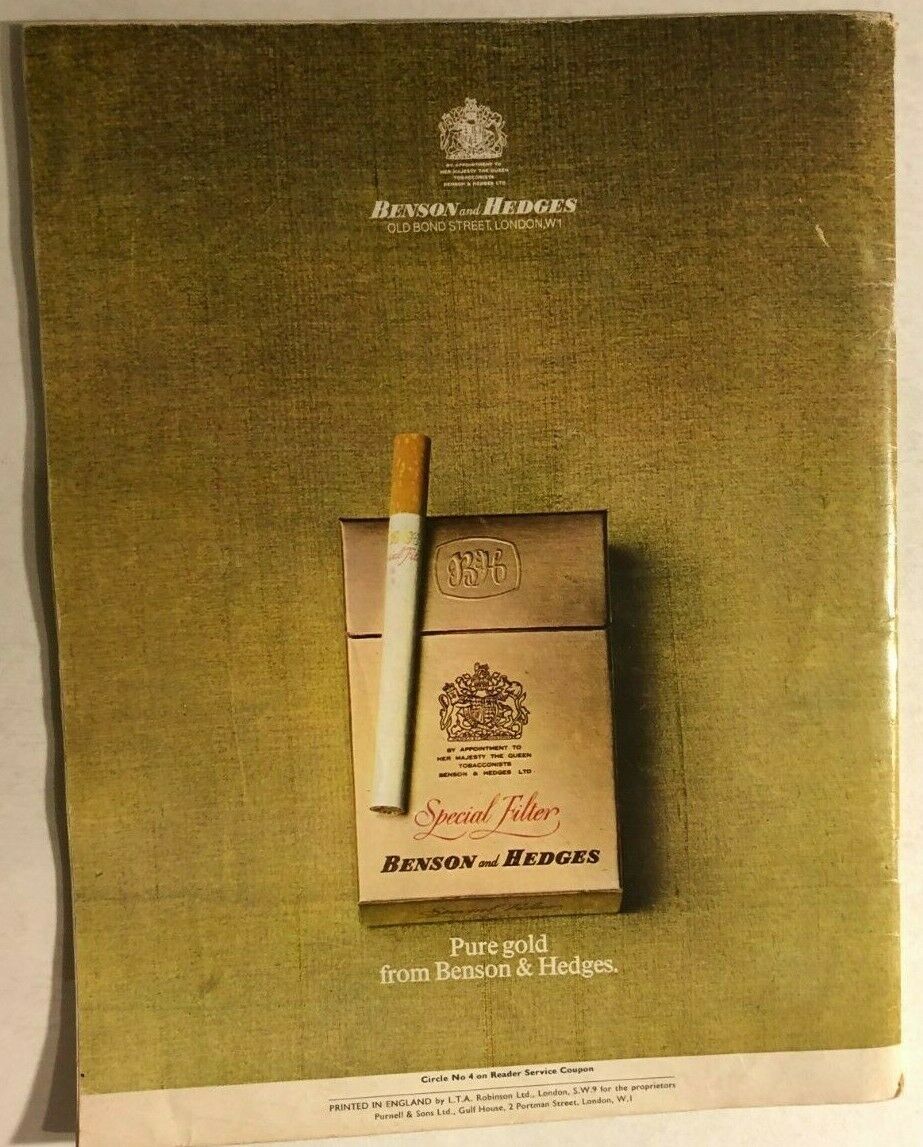 BY APPOINTMENT TO
HER MAJESTY THE QUEEN
TOBACCONISTS
BENSON & HEDGES LTD
BENSON and HEDGES
OLD BOND STREET, LONDON, W1
BH
BY APPOINTMENT TO
HER MAJESTY THE QUEEN
TOBACCONISTS
BENSON & HEDGES LTD
Special Filter
BENSON and HEDGES
Pure gold
from Benson & Hedges.
Circle No 4 on Reader Service Coupon
PRINTED IN ENGLAND by L.T.A. Robinson Ltd., London, S.W.9 for the proprietors
Purnell & Sons Ltd., Gulf House, 2 Portman Street, London, W.1